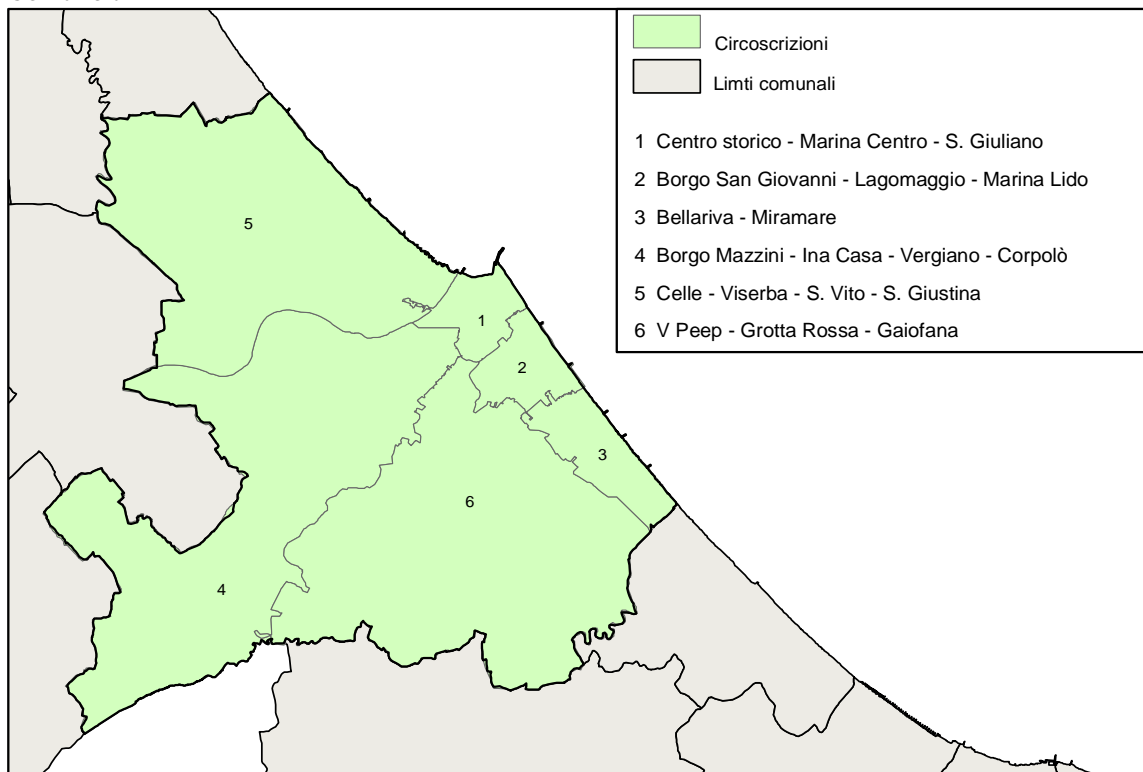 Circoscrizioni
Limti comunali
1 Centro storico - Marina Centro - S. Giuliano
2 Borgo San Giovanni - Lagomaggio - Marina Lido
3 Bellariva - Miramare
4 Borgo Mazzini - Ina Casa - Vergiano - Corpolò
5 Celle - Viserba - S. Vito - S. Giustina
6 V Peep - Grotta Rossa - Gaiofana
5
1
2
3
6
4